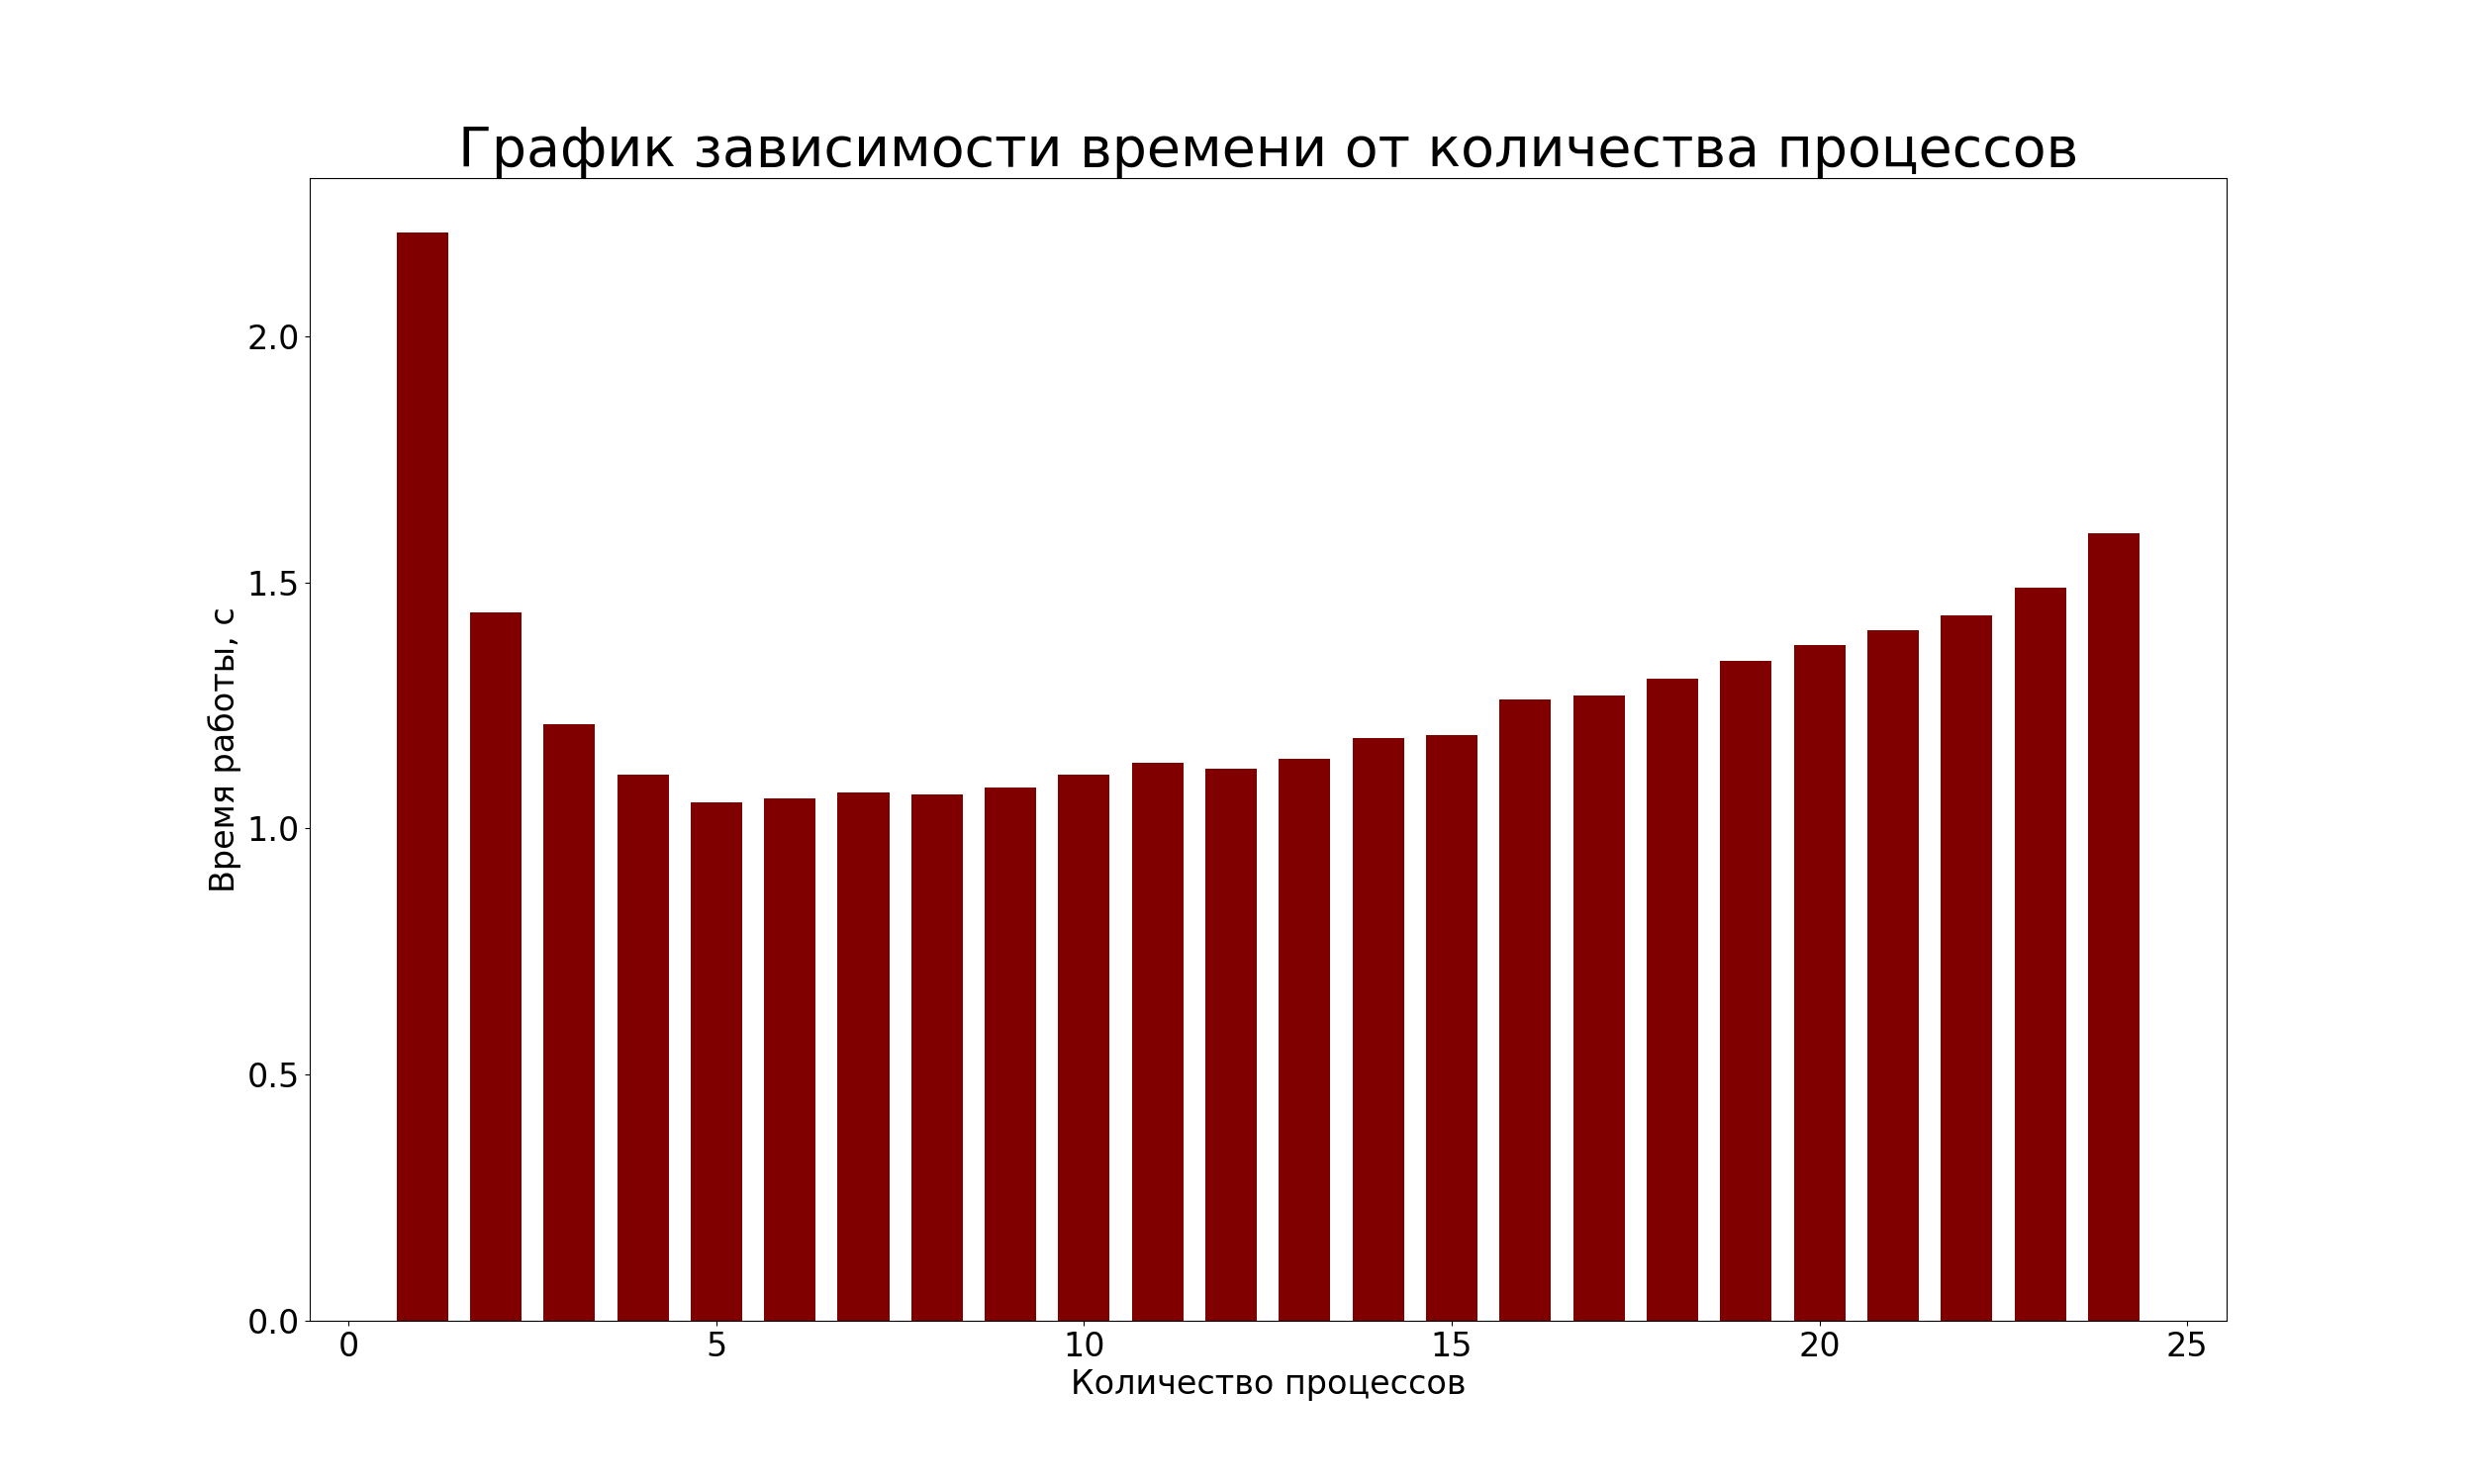 График зависимости времени от количества процессов
2.0
1.5
1.0
0.5
0.0
Время работы, с
0 5 10 15 20 25
Количество процессов